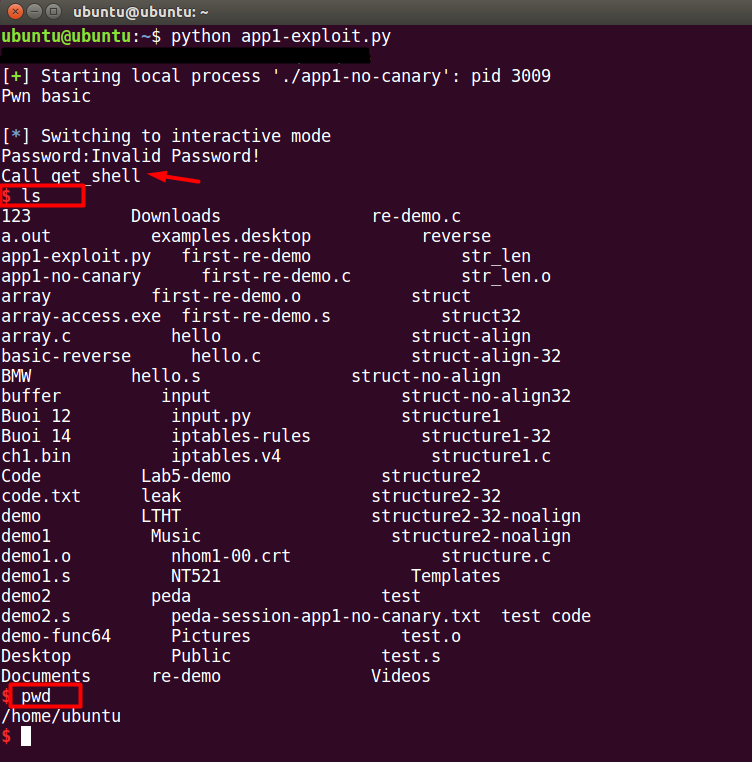 ubuntu@ubuntu: ~
ubuntu@ubuntu:~$ python app1-exploit.py
[+] Starting local process './app1-no-canary': pid 3009
Pwn basic
[*] Switching to interactive mode
Password:Invalid Password!
Call get_shell
$ ls
123          Downloads               re-demo.c
a.out          examples.desktop           reverse
app1-exploit.py   first-re-demo               str_len
app1-no-canary      first-re-demo.c           str_len.o
array          first-re-demo.o           struct
array-access.exe  first-re-demo.s           struct32
array.c          hello                   struct-align
basic-reverse      hello.c               struct-align-32
BMW          hello.s               struct-no-align
buffer          input                   struct-no-align32
Buoi 12          input.py               structure1
Buoi 14          iptables-rules           structure1-32
ch1.bin          iptables.v4               structure1.c
Code              Lab5-demo               structure2
code.txt      leak                   structure2-32
demo             LTHT                   structure2-32-noalign
demo1          Music                   structure2-noalign
demo1.o          nhom1-00.crt               structure.c
demo1.s          NT521                   Templates
demo2          peda                   test
demo2.s          peda-session-app1-no-canary.txt  test code
demo-func64      Pictures               test.o
Desktop          Public               test.s
Documents      re-demo               Videos
$ pwd
/home/ubuntu
$